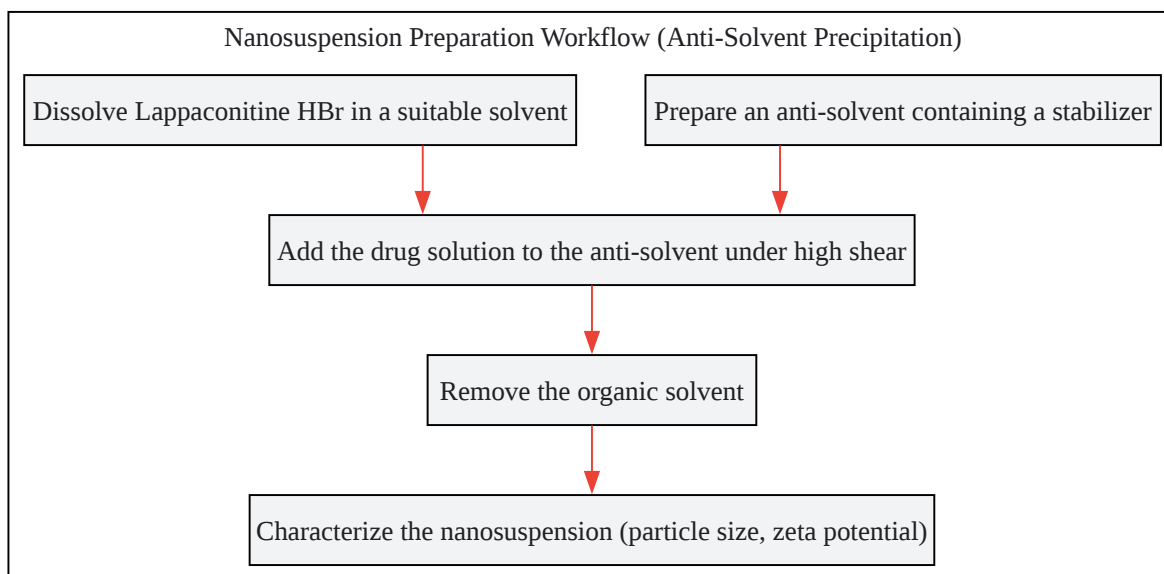 Nanosuspension Preparation Workflow (Anti-Solvent Precipitation)
Dissolve Lappaconitine HBr in a suitable solvent
Prepare an anti-solvent containing a stabilizer
Add the drug solution to the anti-solvent under high shear
Remove the organic solvent
Characterize the nanosuspension (particle size, zeta potential)